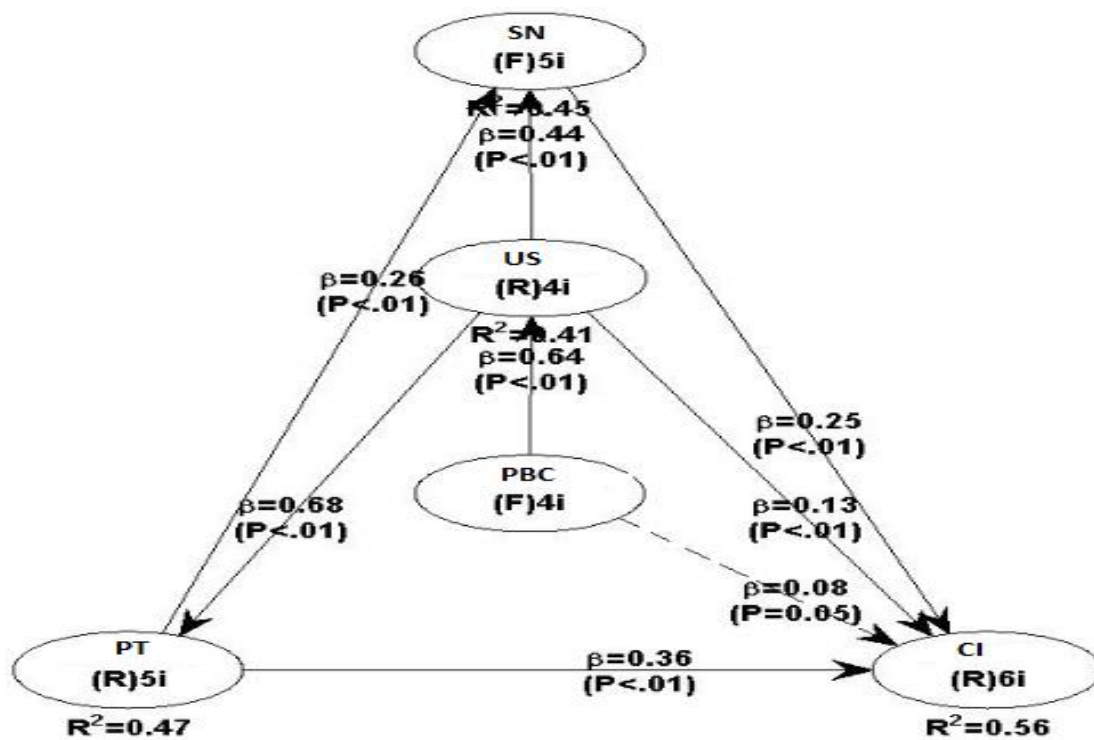 SN
(F)5i
R²=0.45
β=0.44
(P<.01)
US
(R)4i
β=0.26
(P<.01)
R²=0.41
β=0.64
(P<.01)
β=0.25
(P<.01)
PBC
(F)4i
β=0.68
(P<.01)
β=0.13
(P<.01)
β=0.08
(P=0.05)
PT
(R)5i
R²=0.47
β=0.36
(P<.01)
CI
(R)6i
R²=0.56